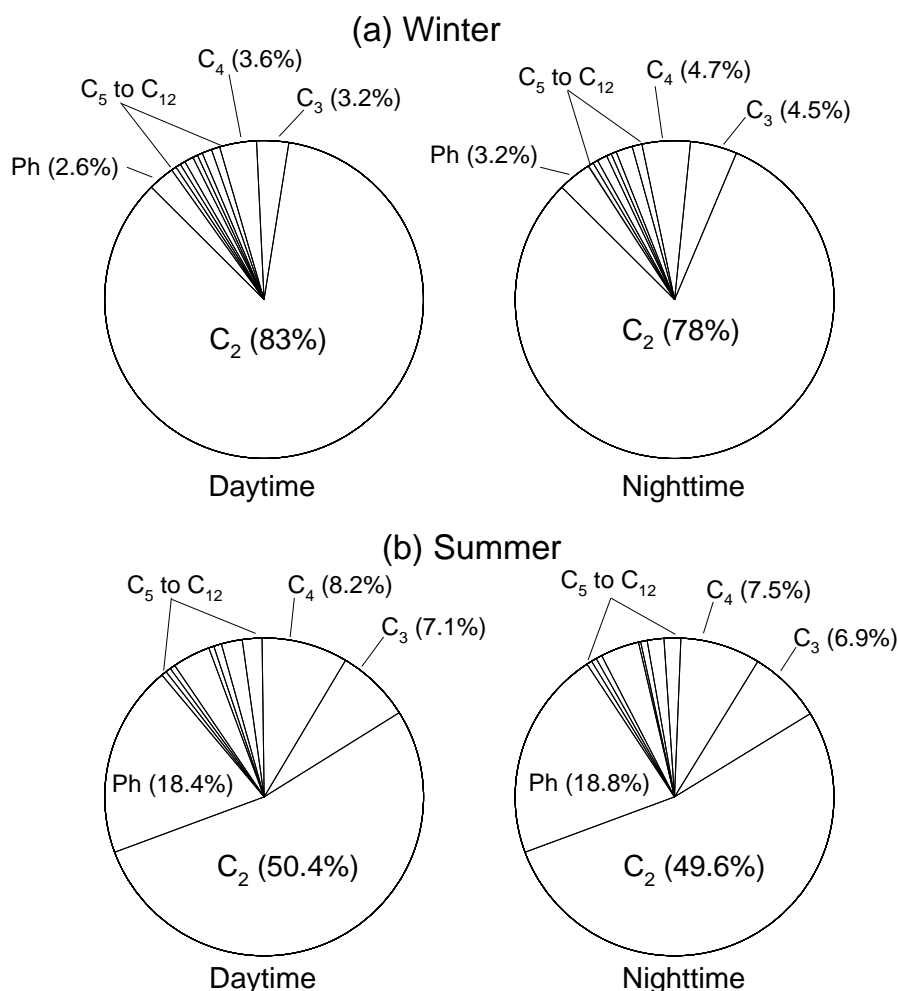 (a) Winter
C₄ (3.6%)
C₅ to C₁₂
C₃ (3.2%)
Ph (2.6%)
C₂ (83%)
Daytime
C₄ (4.7%)
C₅ to C₁₂
C₃ (4.5%)
Ph (3.2%)
C₂ (78%)
Nighttime
(b) Summer
C₅ to C₁₂
C₄ (8.2%)
C₃ (7.1%)
Ph (18.4%)
C₂ (50.4%)
Daytime
C₅ to C₁₂
C₄ (7.5%)
C₃ (6.9%)
Ph (18.8%)
C₂ (49.6%)
Nighttime